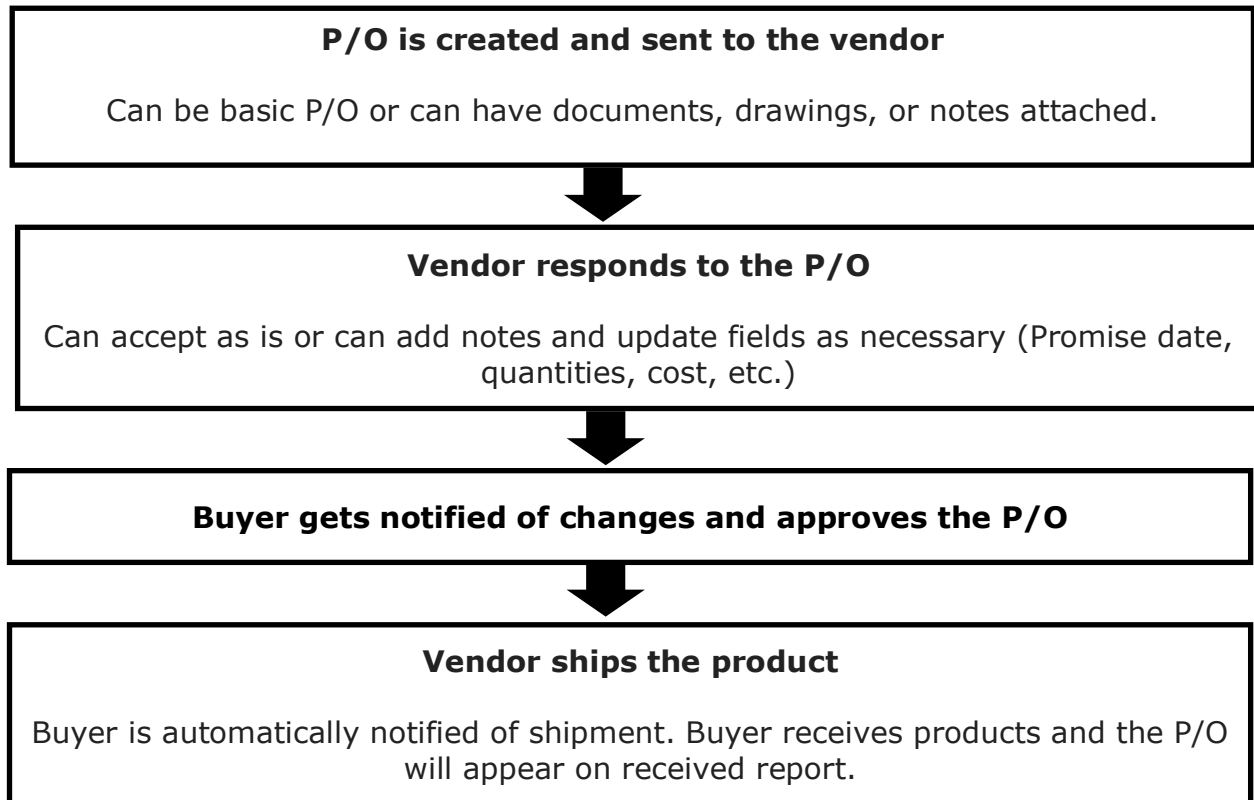 P/O is created and sent to the vendor
Can be basic P/O or can have documents, drawings, or notes attached.
Vendor responds to the P/O
Can accept as is or can add notes and update fields as necessary (Promise date,
quantities, cost, etc.)
Buyer gets notified of changes and approves the P/O
Vendor ships the product
Buyer is automatically notified of shipment. Buyer receives products and the P/O
will appear on received report.